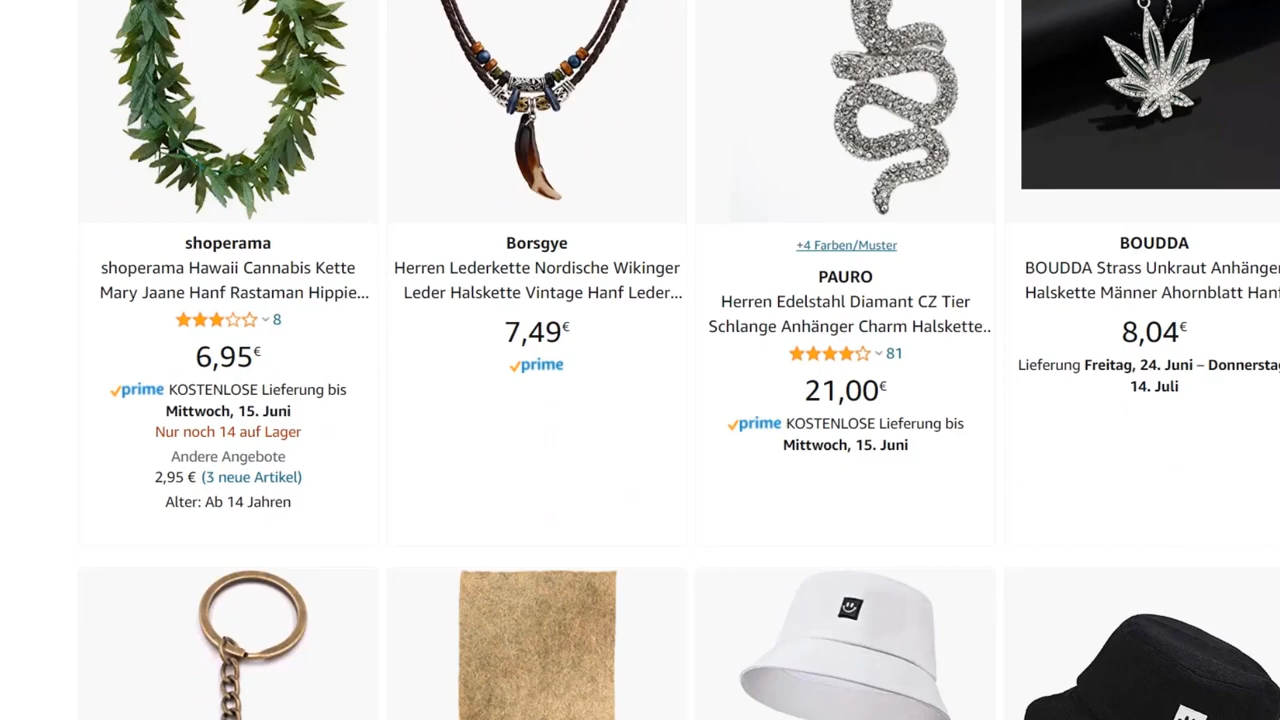 shoperama
shoperama Hawaii Cannabis Kette
Mary Jaane Hanf Rastaman Hippie...
8
6,95€
prime KOSTENLOSE Lieferung bis
Mittwoch, 15. Juni
Nur noch 14 auf Lager
Andere Angebote
2,95 € (3 neue Artikel)
Alter: Ab 14 Jahren
Borsgye
Herren Lederkette Nordische Wikinger
Leder Halskette Vintage Hanf Leder...
7,49€
prime
+4 Farben/Muster
PAURO
Herren Edelstahl Diamant CZ Tier
Schlange Anhänger Charm Halskette..
81
21,00€
prime KOSTENLOSE Lieferung bis
Mittwoch, 15. Juni
BOUDDA
BOUDDA Strass Unkraut Anhänger
Halskette Männer Ahornblatt Hanf
8,04€
Lieferung Freitag, 24. Juni – Donnerstag
14. Juli